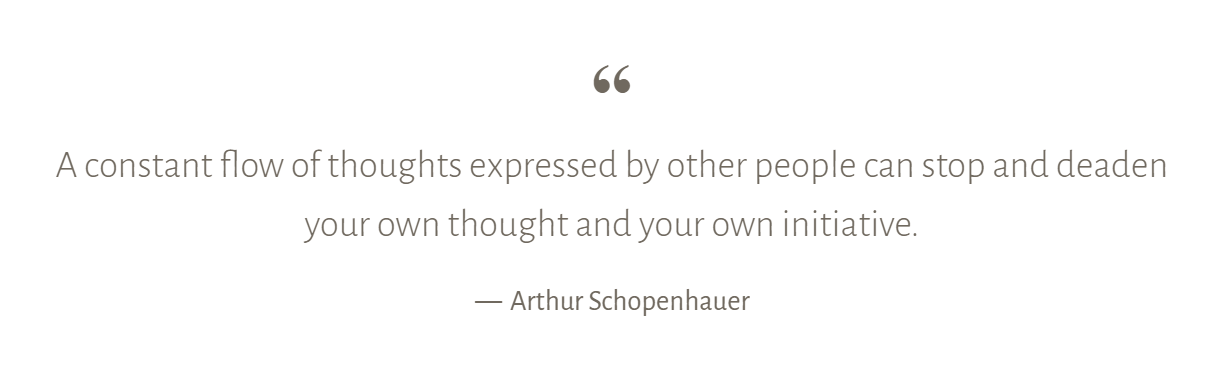 “
A constant flow of thoughts expressed by other people can stop and deaden
your own thought and your own initiative.
— Arthur Schopenhauer